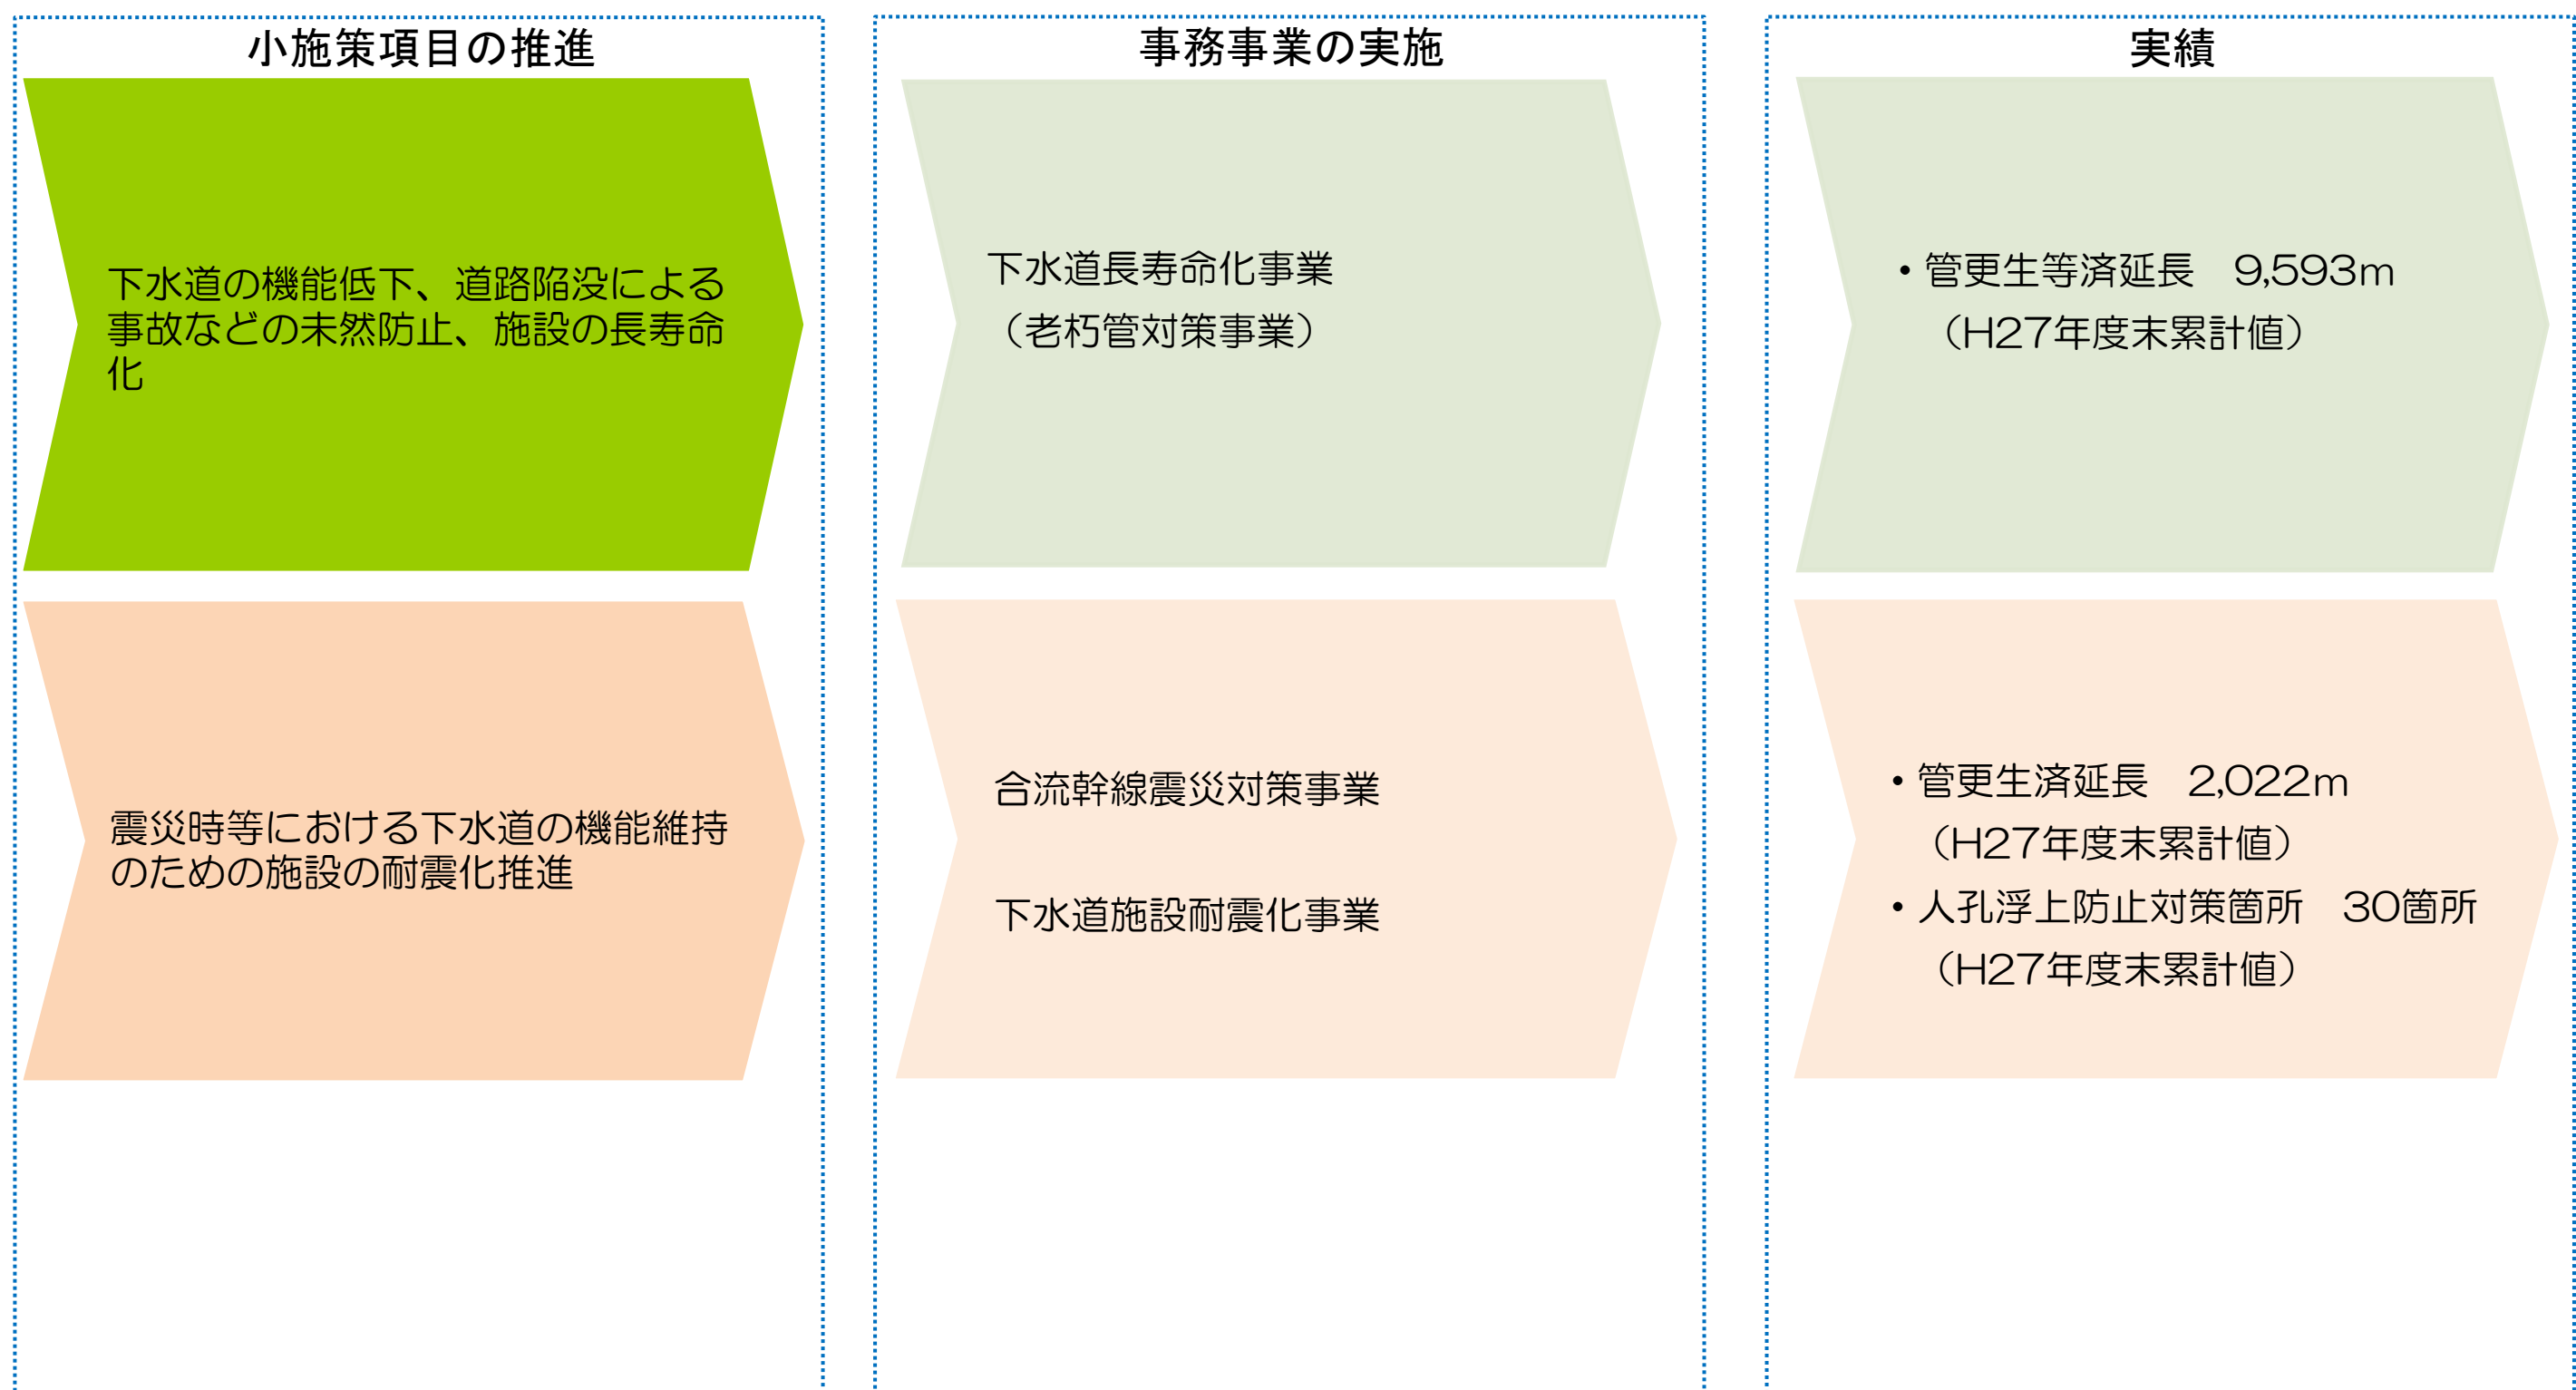 小施策項目の推進
下水道の機能低下、道路陥没による
事故などの未然防止、施設の長寿命
化
震災時等における下水道の機能維持
のための施設の耐震化推進
事務事業の実施
下水道長寿命化事業
（老朽管対策事業）
合流幹線震災対策事業
下水道施設耐震化事業
実績
・管更生等済延長　9,593m
（H27年度末累計値）
・管更生済延長　2,022m
（H27年度末累計値）
・人孔浮上防止対策箇所　30箇所
（H27年度末累計値）